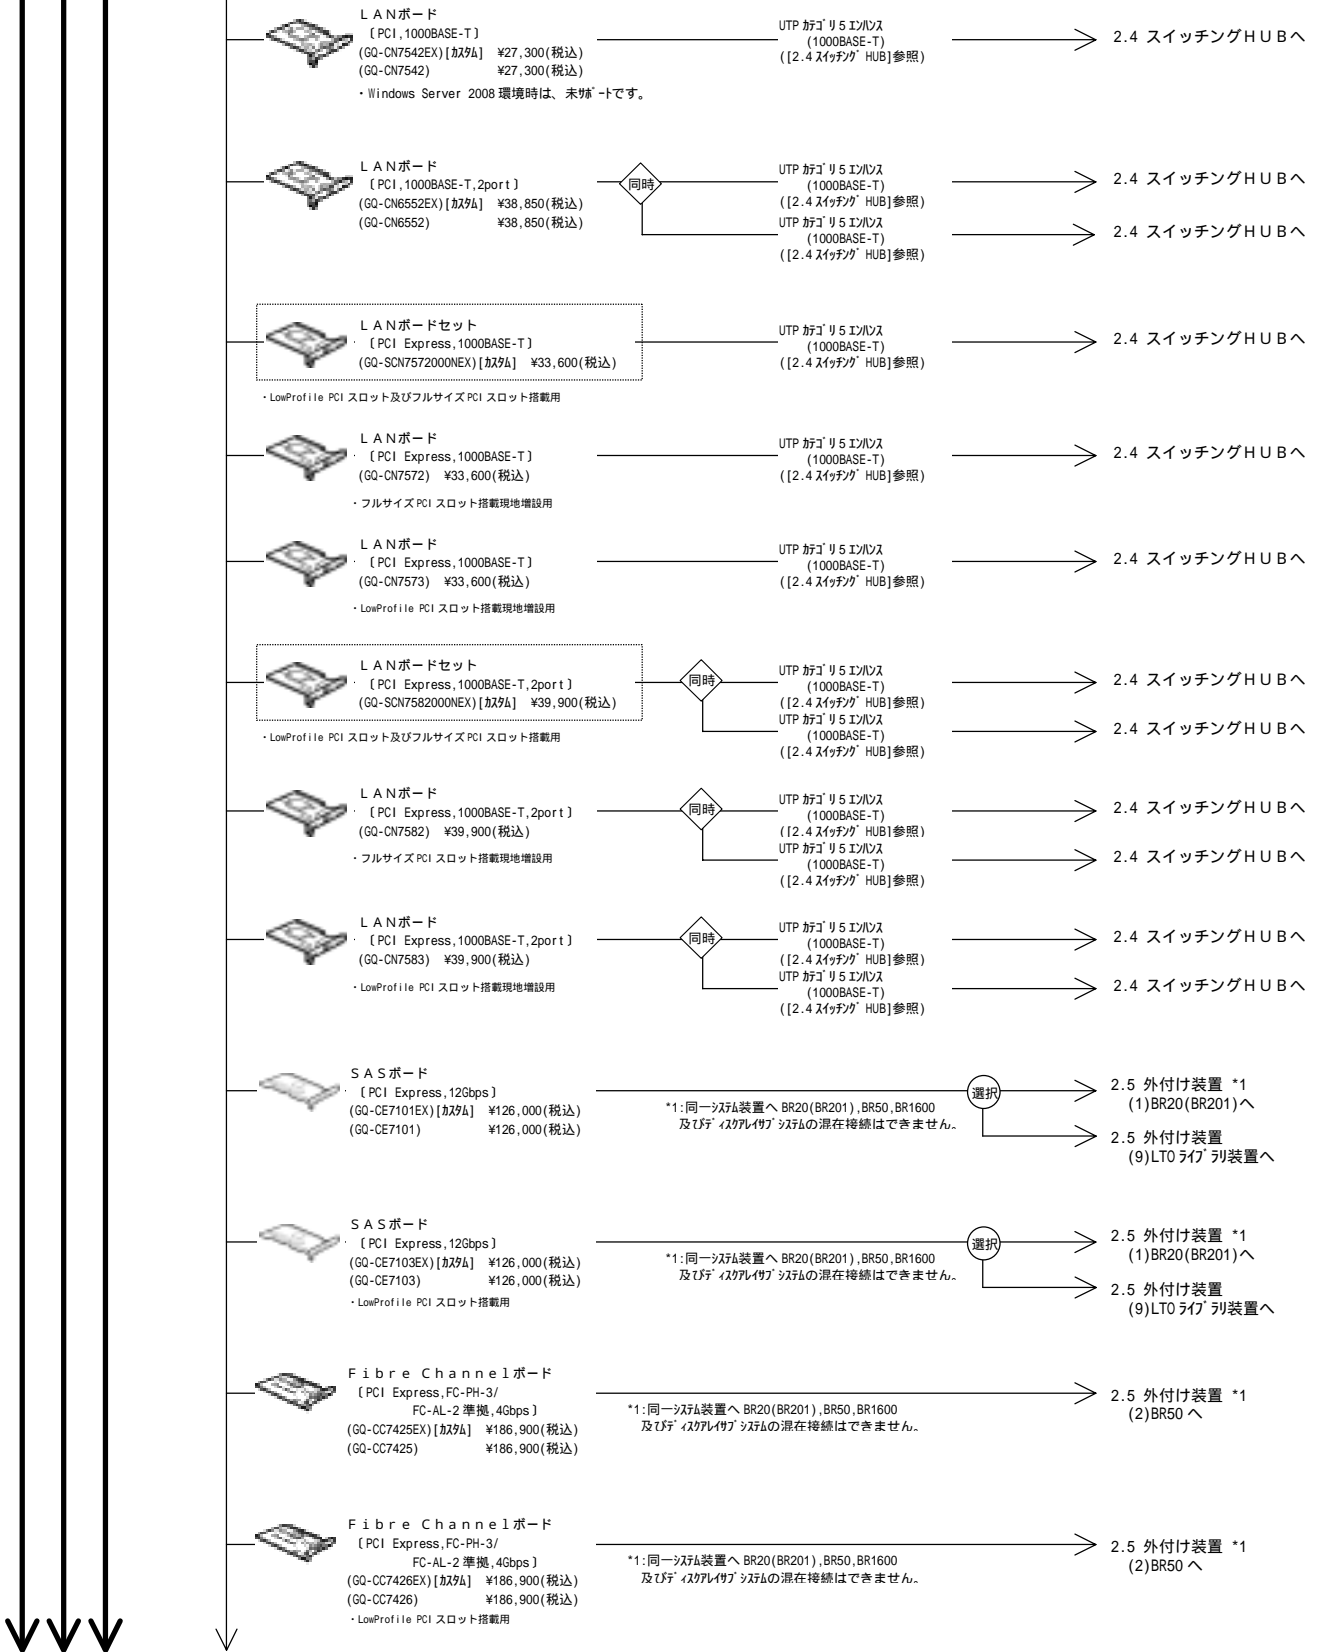 ＬＡＮボード
〔PCI,1000BASE-T〕
(GQ-CN7542EX)[ｶｽﾀﾑ] ¥27,300(税込)
(GQ-CN7542) ¥27,300(税込)
・Windows Server 2008 環境時は、未ｻﾎﾟｰﾄです。
UTP ｶﾃｺﾞﾘ 5 ｴﾝﾊﾝｽ
(1000BASE-T)
([2.4 ｽｲｯﾁﾝｸﾞ HUB]参照)
2.4 スイッチングＨＵＢへ
ＬＡＮボード
〔PCI,1000BASE-T,2port〕
(GQ-CN6552EX)[ｶｽﾀﾑ] ¥38,850(税込)
(GQ-CN6552) ¥38,850(税込)
同時
UTP ｶﾃｺﾞﾘ 5 ｴﾝﾊﾝｽ
(1000BASE-T)
([2.4 ｽｲｯﾁﾝｸﾞ HUB]参照)
2.4 スイッチングＨＵＢへ
UTP ｶﾃｺﾞﾘ 5 ｴﾝﾊﾝｽ
(1000BASE-T)
([2.4 ｽｲｯﾁﾝｸﾞ HUB]参照)
2.4 スイッチングＨＵＢへ
ＬＡＮボードセット
〔PCI Express,1000BASE-T〕
(GQ-SCN7572000NEX)[ｶｽﾀﾑ] ¥33,600(税込)
・LowProfile PCI スロット及びフルサイズ PCI スロット搭載用
UTP ｶﾃｺﾞﾘ 5 ｴﾝﾊﾝｽ
(1000BASE-T)
([2.4 ｽｲｯﾁﾝｸﾞ HUB]参照)
2.4 スイッチングＨＵＢへ
ＬＡＮボード
〔PCI Express,1000BASE-T〕
(GQ-CN7572) ¥33,600(税込)
・フルサイズ PCI スロット搭載現地増設用
UTP ｶﾃｺﾞﾘ 5 ｴﾝﾊﾝｽ
(1000BASE-T)
([2.4 ｽｲｯﾁﾝｸﾞ HUB]参照)
2.4 スイッチングＨＵＢへ
ＬＡＮボード
〔PCI Express,1000BASE-T〕
(GQ-CN7573) ¥33,600(税込)
・LowProfile PCI スロット搭載現地増設用
UTP ｶﾃｺﾞﾘ 5 ｴﾝﾊﾝｽ
(1000BASE-T)
([2.4 ｽｲｯﾁﾝｸﾞ HUB]参照)
2.4 スイッチングＨＵＢへ
ＬＡＮボードセット
〔PCI Express,1000BASE-T,2port〕
(GQ-SCN7582000NEX)[ｶｽﾀﾑ] ¥39,900(税込)
・LowProfile PCI スロット及びフルサイズ PCI スロット搭載用
同時
UTP ｶﾃｺﾞﾘ 5 ｴﾝﾊﾝｽ
(1000BASE-T)
([2.4 ｽｲｯﾁﾝｸﾞ HUB]参照)
2.4 スイッチングＨＵＢへ
UTP ｶﾃｺﾞﾘ 5 ｴﾝﾊﾝｽ
(1000BASE-T)
([2.4 ｽｲｯﾁﾝｸﾞ HUB]参照)
2.4 スイッチングＨＵＢへ
ＬＡＮボード
〔PCI Express,1000BASE-T,2port〕
(GQ-CN7582) ¥39,900(税込)
・フルサイズ PCI スロット搭載現地増設用
同時
UTP ｶﾃｺﾞﾘ 5 ｴﾝﾊﾝｽ
(1000BASE-T)
([2.4 ｽｲｯﾁﾝｸﾞ HUB]参照)
2.4 スイッチングＨＵＢへ
UTP ｶﾃｺﾞﾘ 5 ｴﾝﾊﾝｽ
(1000BASE-T)
([2.4 ｽｲｯﾁﾝｸﾞ HUB]参照)
2.4 スイッチングＨＵＢへ
ＬＡＮボード
〔PCI Express,1000BASE-T,2port〕
(GQ-CN7583) ¥39,900(税込)
・LowProfile PCI スロット搭載現地増設用
同時
UTP ｶﾃｺﾞﾘ 5 ｴﾝﾊﾝｽ
(1000BASE-T)
([2.4 ｽｲｯﾁﾝｸﾞ HUB]参照)
2.4 スイッチングＨＵＢへ
UTP ｶﾃｺﾞﾘ 5 ｴﾝﾊﾝｽ
(1000BASE-T)
([2.4 ｽｲｯﾁﾝｸﾞ HUB]参照)
2.4 スイッチングＨＵＢへ
ＳＡＳボード
〔PCI Express,12Gbps〕
(GQ-CE7101EX)[ｶｽﾀﾑ] ¥126,000(税込)
(GQ-CE7101) ¥126,000(税込)
*1:同一ｼｽﾃﾑ装置へ BR20(BR201),BR50,BR1600
及びﾃﾞｨｽｸｱﾚｲｻﾌﾞｼｽﾃﾑの混在接続はできません。
選択
2.5 外付け装置 *1
(1)BR20(BR201)へ
2.5 外付け装置
(9)LTO ﾗｲﾌﾞﾗﾘ装置へ
ＳＡＳボード
〔PCI Express,12Gbps〕
(GQ-CE7103EX)[ｶｽﾀﾑ] ¥126,000(税込)
(GQ-CE7103) ¥126,000(税込)
・LowProfile PCI スロット搭載用
*1:同一ｼｽﾃﾑ装置へ BR20(BR201),BR50,BR1600
及びﾃﾞｨｽｸｱﾚｲｻﾌﾞｼｽﾃﾑの混在接続はできません。
選択
2.5 外付け装置 *1
(1)BR20(BR201)へ
2.5 外付け装置
(9)LTO ﾗｲﾌﾞﾗﾘ装置へ
Ｆｉｂｒｅ Ｃｈａｎｎｅｌボード
〔PCI Express,FC-PH-3/
FC-AL-2 準拠,4Gbps〕
(GQ-CC7425EX)[ｶｽﾀﾑ] ¥186,900(税込)
(GQ-CC7425) ¥186,900(税込)
*1:同一ｼｽﾃﾑ装置へ BR20(BR201),BR50,BR1600
及びﾃﾞｨｽｸｱﾚｲｻﾌﾞｼｽﾃﾑの混在接続はできません。
2.5 外付け装置 *1
(2)BR50 へ
Ｆｉｂｒｅ Ｃｈａｎｎｅｌボード
〔PCI Express,FC-PH-3/
FC-AL-2 準拠,4Gbps〕
(GQ-CC7426EX)[ｶｽﾀﾑ] ¥186,900(税込)
(GQ-CC7426) ¥186,900(税込)
・LowProfile PCI スロット搭載用
*1:同一ｼｽﾃﾑ装置へ BR20(BR201),BR50,BR1600
及びﾃﾞｨｽｸｱﾚｲｻﾌﾞｼｽﾃﾑの混在接続はできません。
2.5 外付け装置 *1
(2)BR50 へ